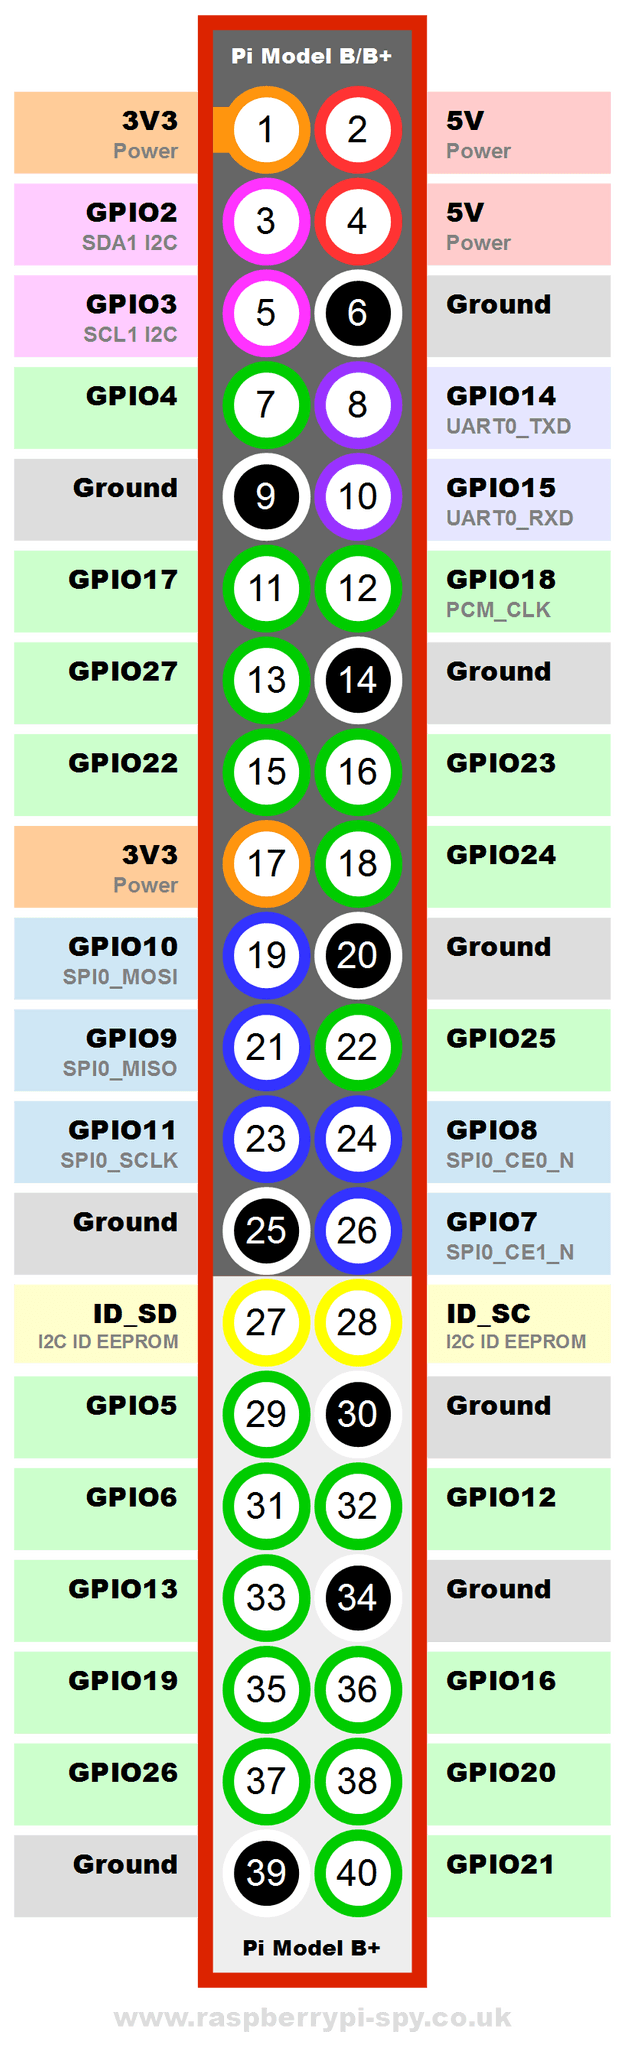 Pi Model B/B+
3V3 1 2 5V
Power Power
GPIO2 3 4 5V
SDA1 I2C Power
GPIO3 5 6 Ground
SCL1 I2C
GPIO4 7 8 GPIO14
UART0_TXD
Ground 9 10 GPIO15
UART0_RXD
GPIO17 11 12 GPIO18
PCM_CLK
GPIO27 13 14 Ground
GPIO22 15 16 GPIO23
3V3 17 18 GPIO24
Power
GPIO10 19 20 Ground
SPI0_MOSI
GPIO9 21 22 GPIO25
SPI0_MISO
GPIO11 23 24 GPIO8
SPI0_SCLK SPI0_CE0_N
Ground 25 26 GPIO7
SPI0_CE1_N
ID_SD 27 28 ID_SC
I2C ID EEPROM I2C ID EEPROM
GPIO5 29 30 Ground
GPIO6 31 32 GPIO12
GPIO13 33 34 Ground
GPIO19 35 36 GPIO16
GPIO26 37 38 GPIO20
Ground 39 40 GPIO21
Pi Model B+
www.raspberrypi-spy.co.uk